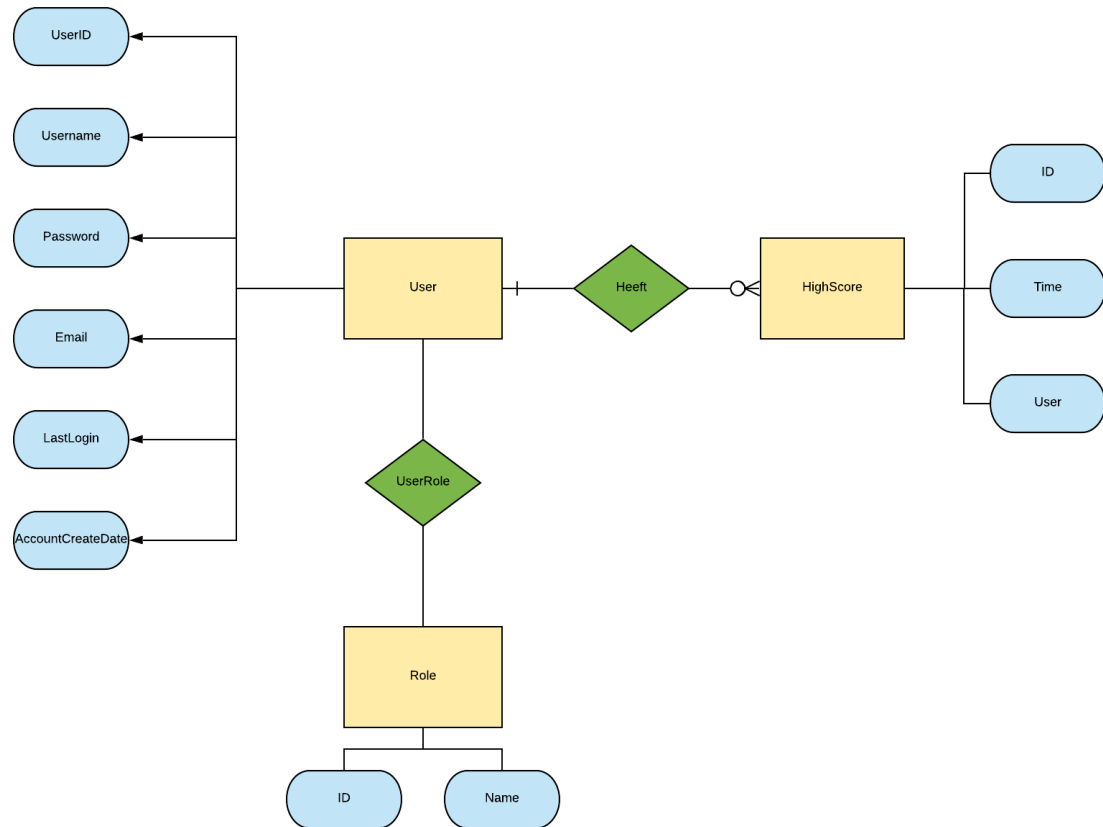 UserID
Username
Password
Email
LastLogin
AccountCreateDate
User
Heeft
HighScore
ID
Time
User
UserRole
Role
ID
Name